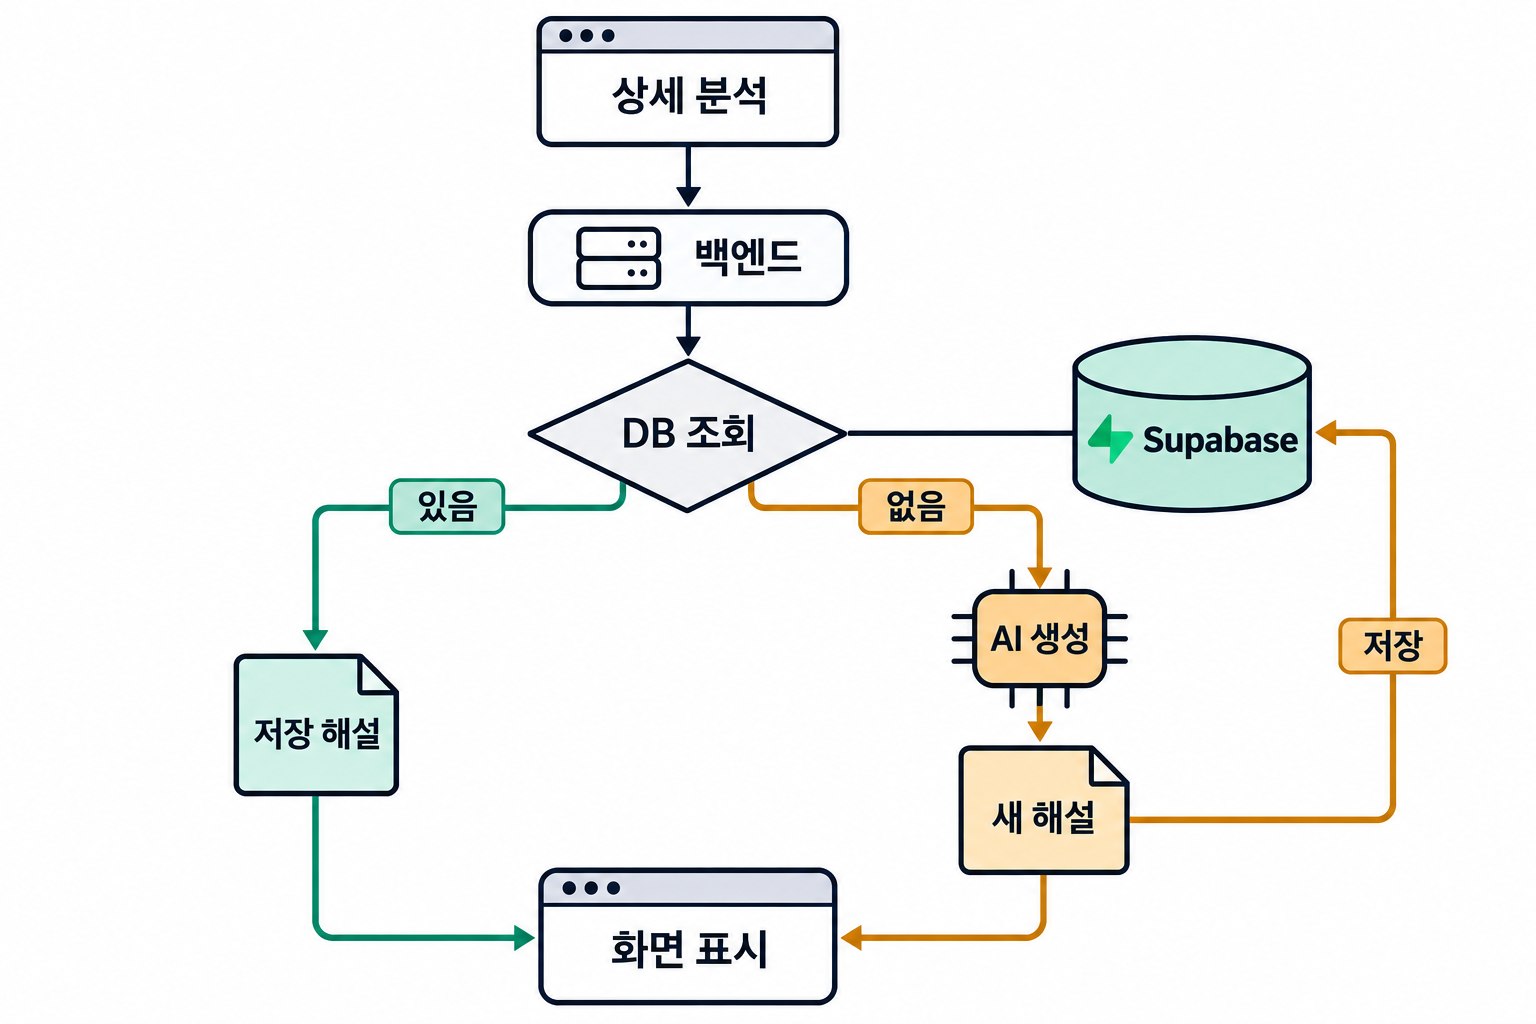 상세 분석
백엔드
DB 조회
Supabase
있음
없음
AI 생성
저장
저장 해설
새 해설
화면 표시